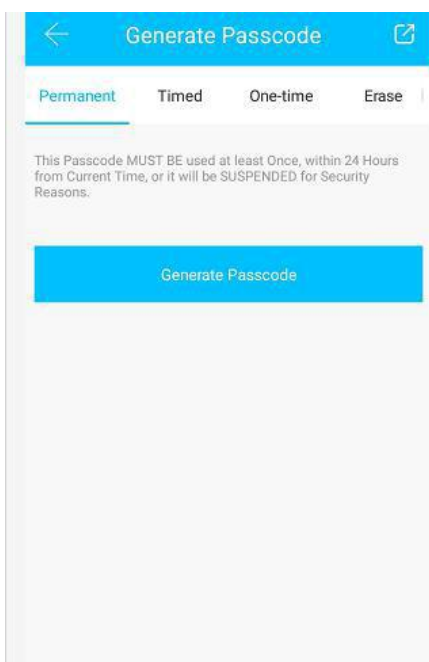 Generate Passcode
Permanent Timed One-time Erase
This Passcode MUST BE used at least Once, within 24 Hours
from Current Time, or it will be SUSPENDED for Security
Reasons.
Generate Passcode